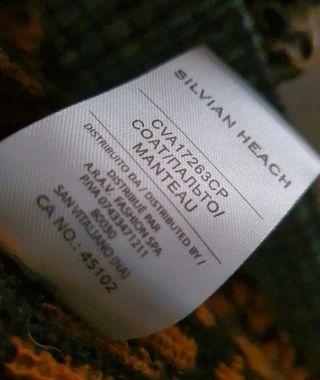 SILVIAN HEACH
CVA17263CP
COAT/ПАЛЬТО/
MANTEAU
DISTRIBUITO DA / DISTRIBUTED BY /
DISTRIBUE PAR
A.R.A.V. FASHION SPA
P.IVA 07433471211
80030
SAN VITALIANO (NA)
CA NO.: 45102